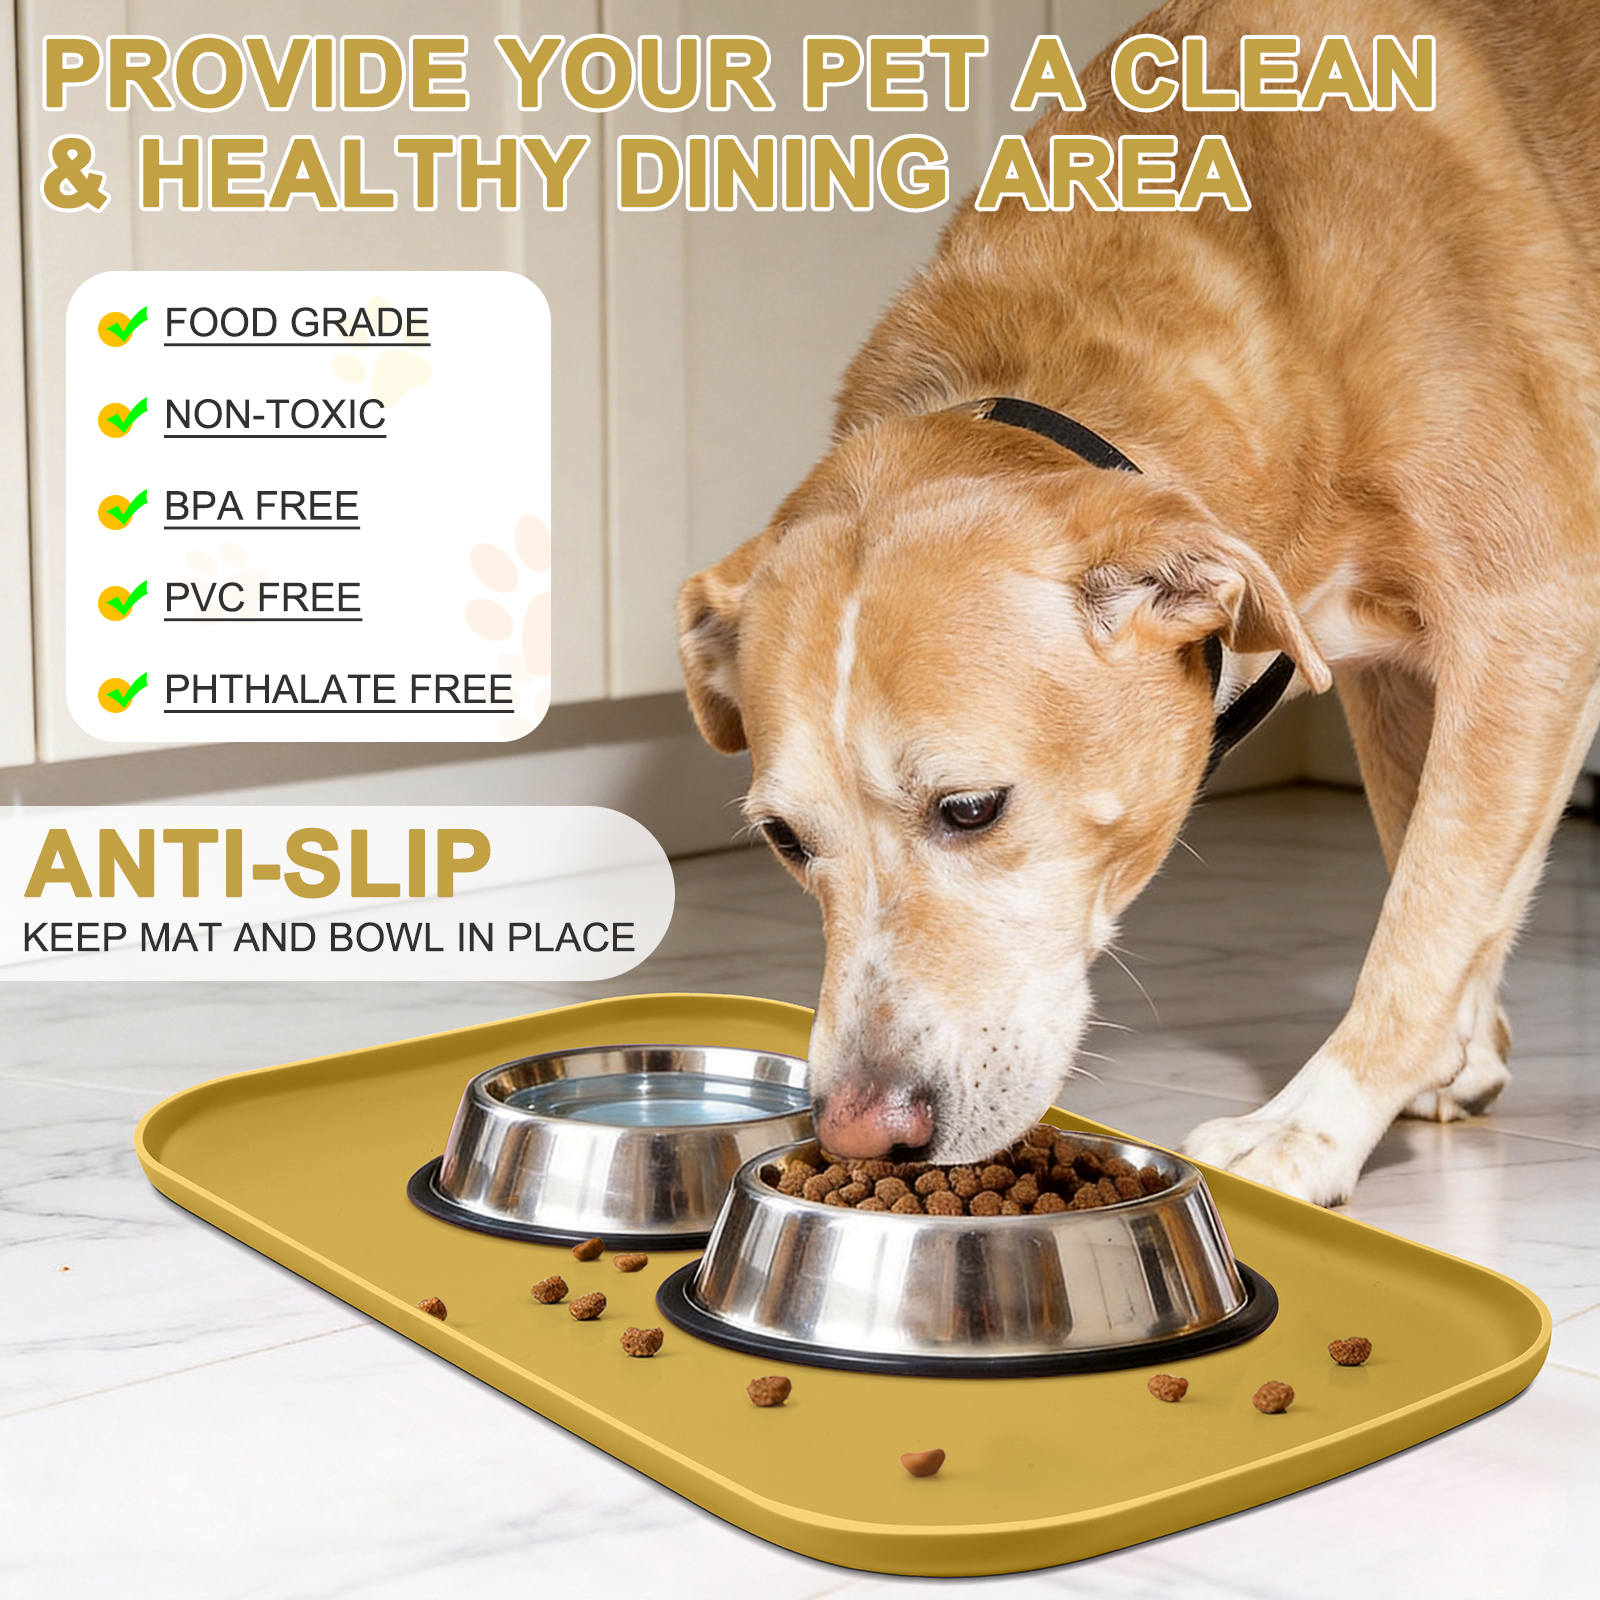 PROVIDE YOUR PET A CLEAN
& HEALTHY DINING AREA
FOOD GRADE
NON-TOXIC
BPA FREE
PVC FREE
PHTHALATE FREE
ANTI-SLIP
KEEP MAT AND BOWL IN PLACE